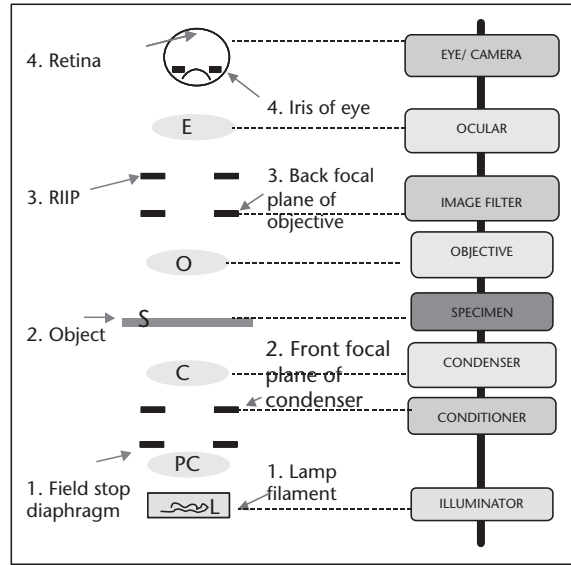 4. Retina
EYE/ CAMERA
4. Iris of eye
E
OCULAR
3. RIIP
3. Back focal
plane of
objective
IMAGE FILTER
O
OBJECTIVE
S
SPECIMEN
2. Object
2. Front focal
plane of
condenser
C
CONDENSER
CONDITIONER
PC
1. Field stop
diaphragm
1. Lamp
filament
L
ILLUMINATOR